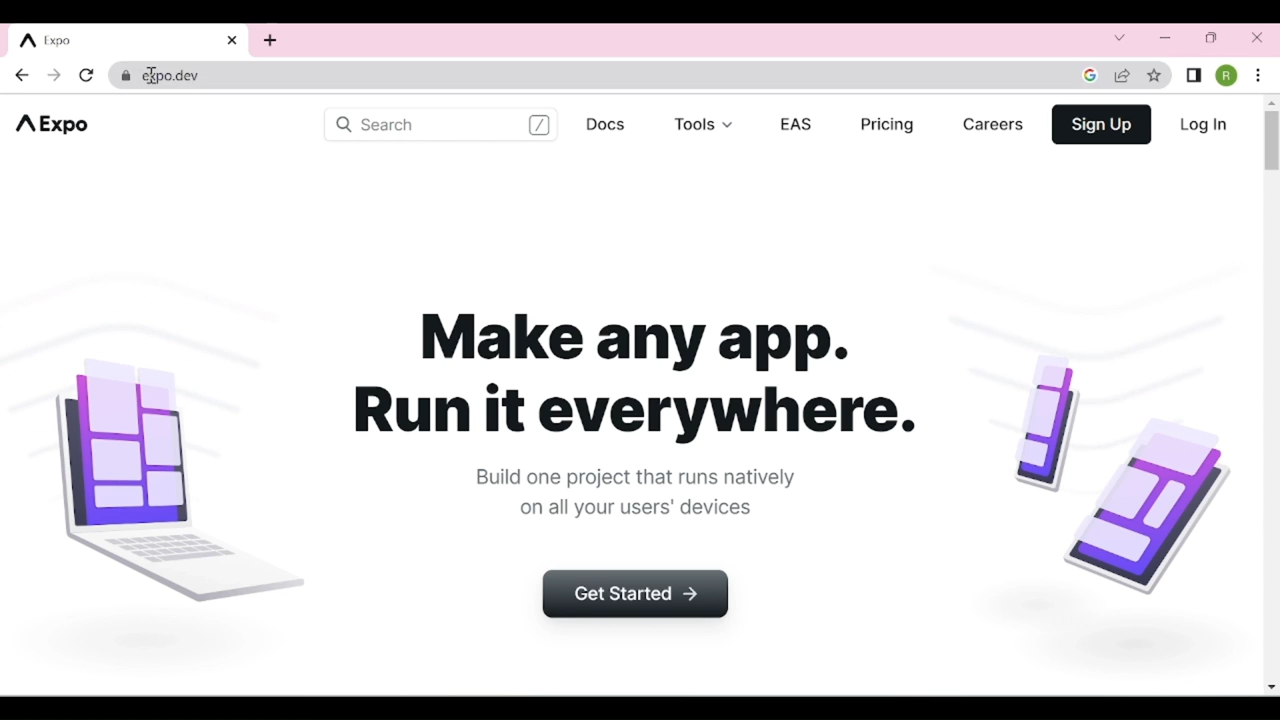 Expo
expo.dev
R
Expo
Search
/
Docs
Tools
EAS
Pricing
Careers
Sign Up
Log In
Make any app.
Run it everywhere.
Build one project that runs natively
on all your users' devices
Get Started →